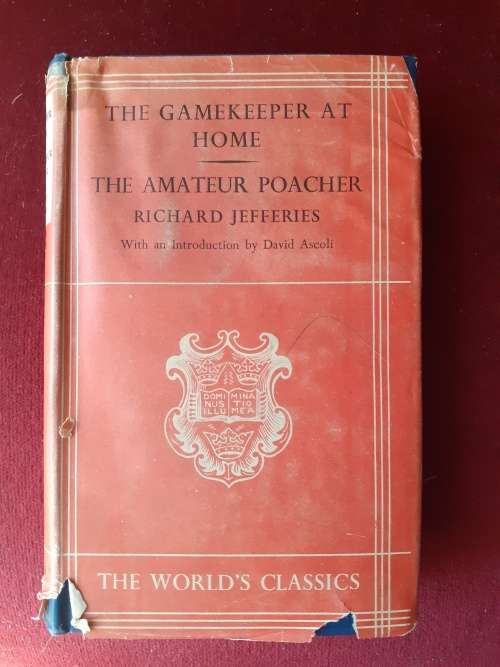 THE GAMEKEEPER AT
HOME
THE AMATEUR POACHER
RICHARD JEFFERIES
With an Introduction by David Ascoli
DOMI MINA
NUS TIO
ILLU MEA
THE WORLD'S CLASSICS